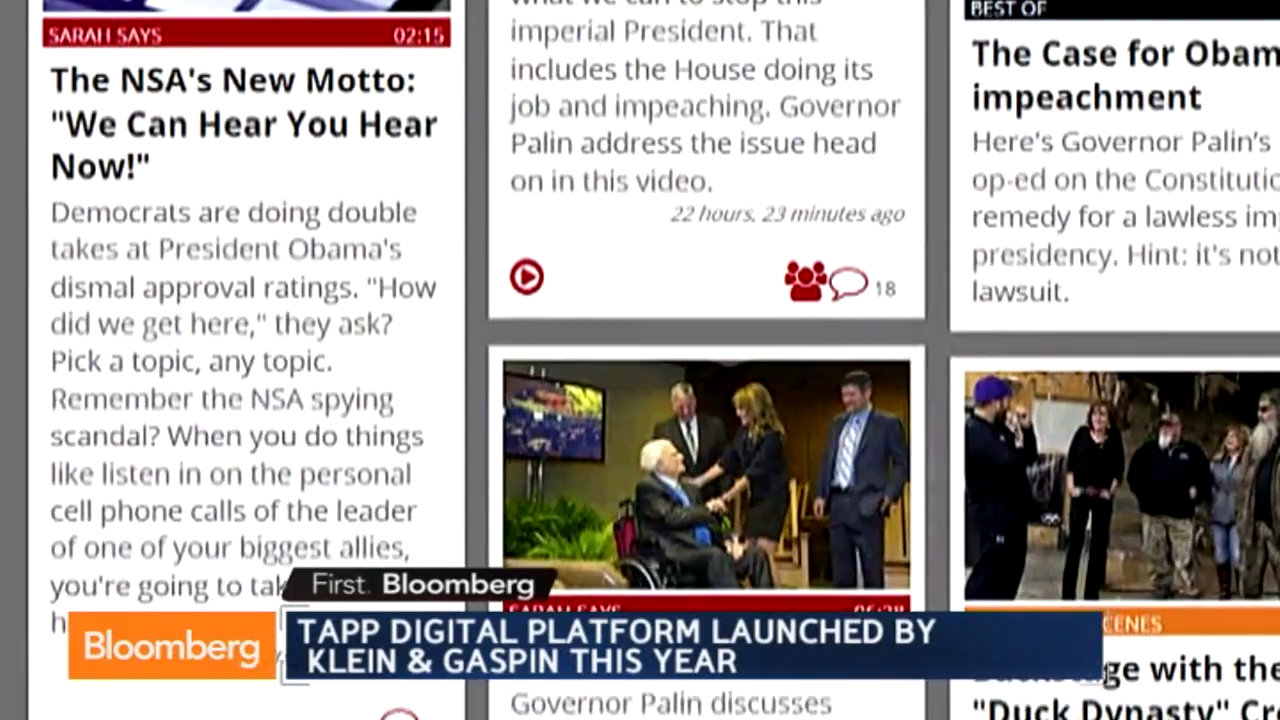 SARAH SAYS 02:15
The NSA's New Motto:
"We Can Hear You Hear
Now!"
Democrats are doing double
takes at President Obama's
dismal approval ratings. "How
did we get here," they ask?
Pick a topic, any topic.
Remember the NSA spying
scandal? When you do things
like listen in on the personal
cell phone calls of the leader
of one of your biggest allies,
you're going to
imperial President. That
includes the House doing its
job and impeaching. Governor
Palin address the issue head
on in this video.
22 hours, 23 minutes ago
18
SARAH SAYS 06:28
Governor Palin discusses
BEST OF
The Case for Obam
impeachment
Here's Governor Palin's
op-ed on the Constitutio
remedy for a lawless im
presidency. Hint: it's not
lawsuit.
CENES
with the
"Duck Dynasty" Cr
First. Bloomberg
Bloomberg
TAPP DIGITAL PLATFORM LAUNCHED BY
KLEIN & GASPIN THIS YEAR